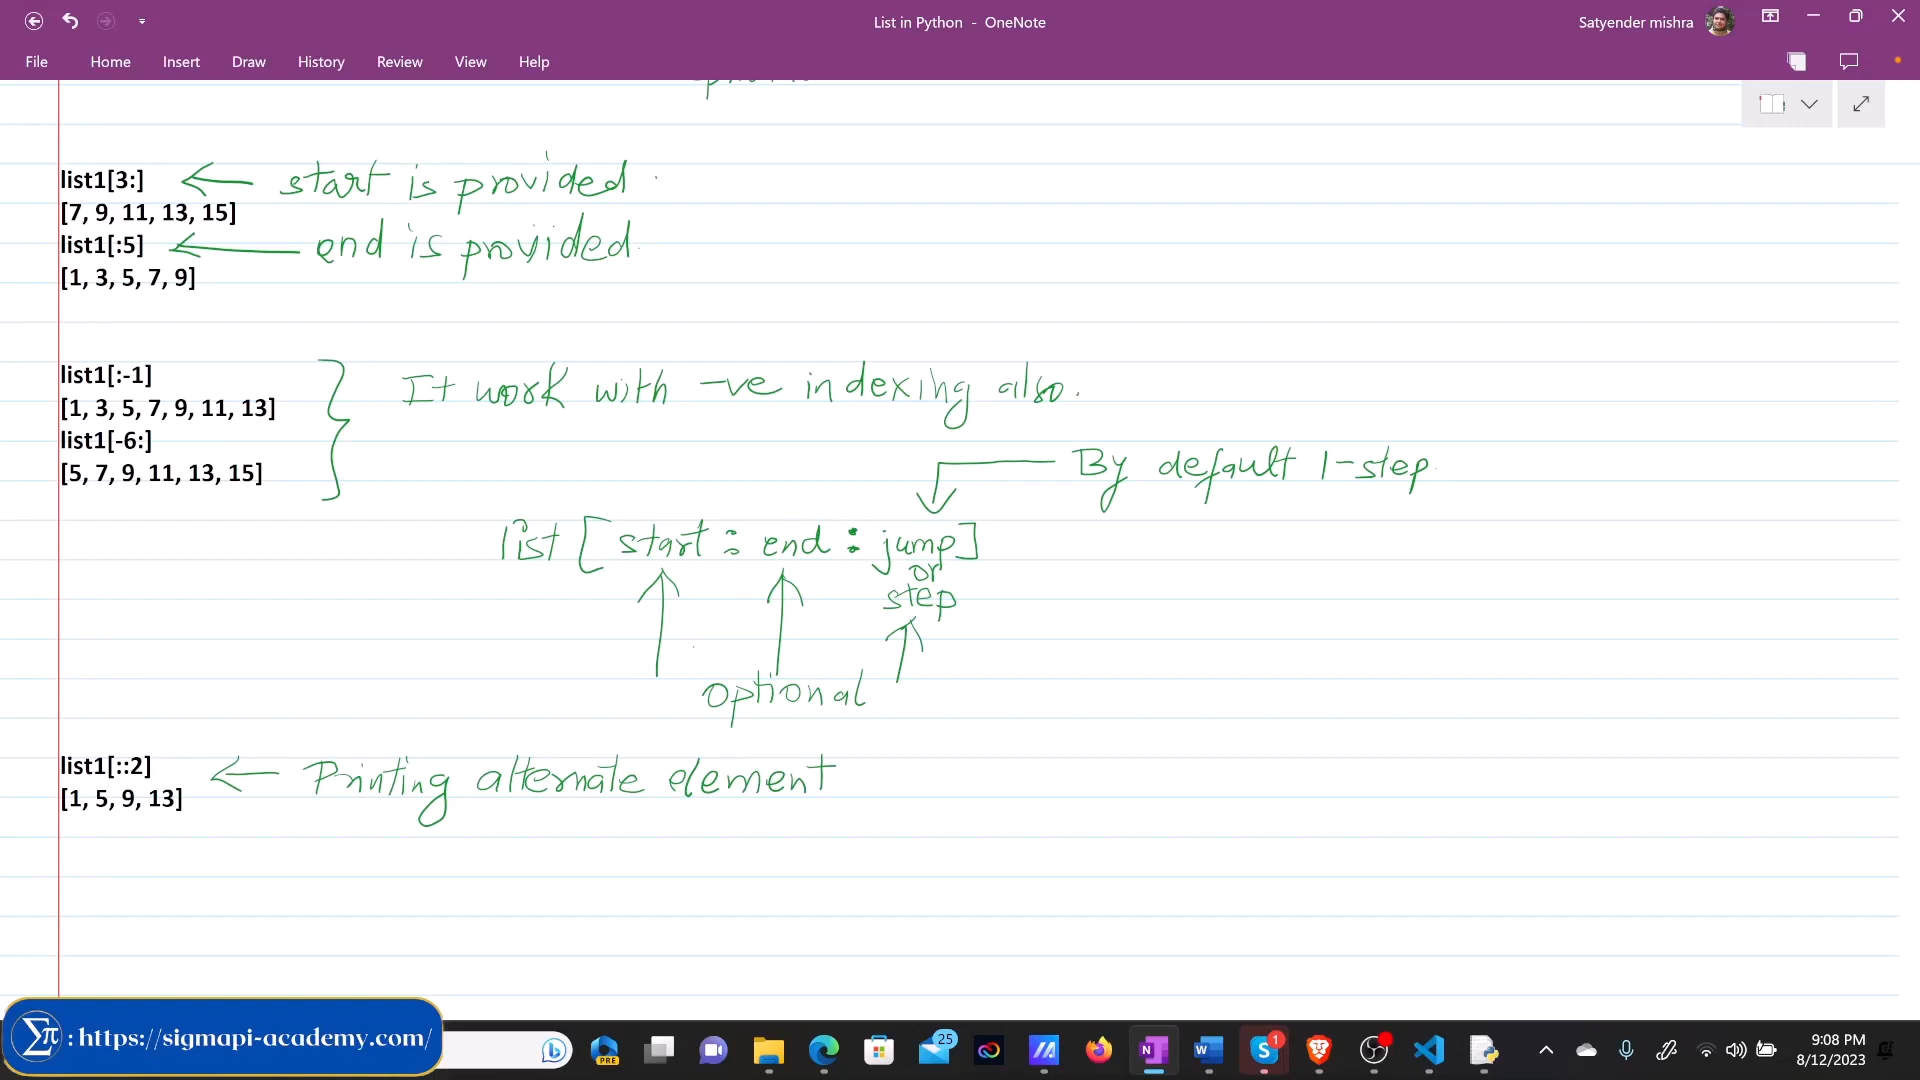 List in Python - OneNote
Satyender mishra
File Home Insert Draw History Review View Help
list1[3:] start is provided
[7, 9, 11, 13, 15]
list1[:5] end is provided
[1, 3, 5, 7, 9]
list1[:-1]
It work with -ve indexing also.
[1, 3, 5, 7, 9, 11, 13]
list1[-6:]
[5, 7, 9, 11, 13, 15]
By default 1-step
list [ start : end : jump]
or
step
optional
list1[::2] Printing alternate element
[1, 5, 9, 13]
Σπ : https://sigmapi-academy.com/
PRE
25
N
W
S
1
9:08 PM
8/12/2023